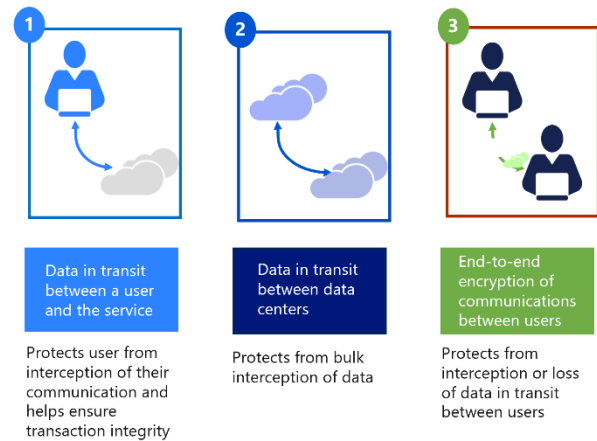 1
Data in transit
between a user
and the service
Protects user from
interception of their
communication and
helps ensure
transaction integrity
2
Data in transit
between data
centers
Protects from bulk
interception of data
3
End-to-end
encryption of
communications
between users
Protects from
interception or loss
of data in transit
between users